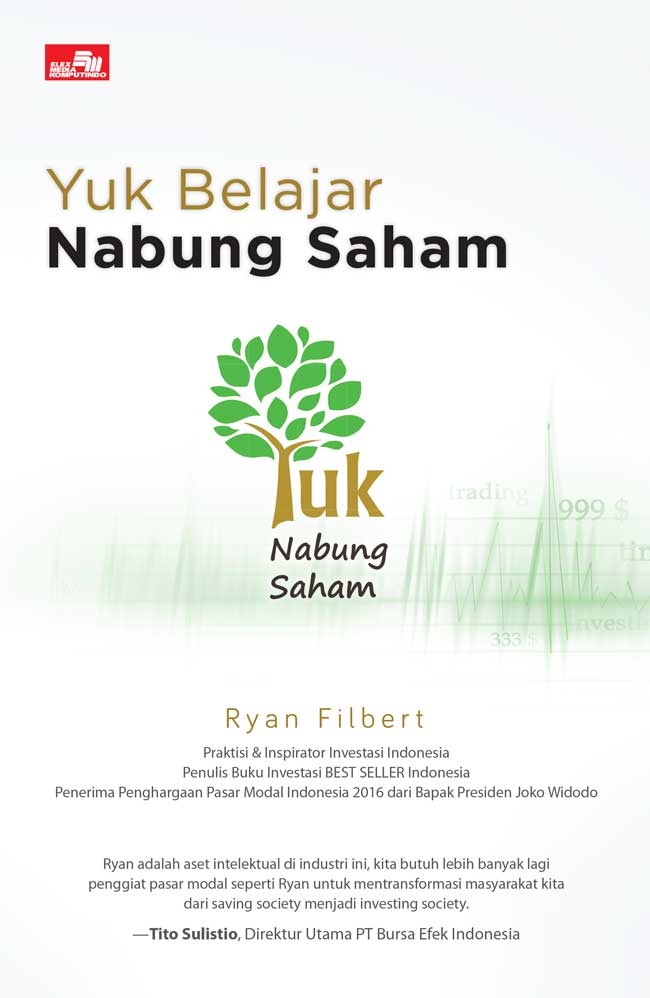 ELEX
MEDIA
KOMPUTINDO
Yuk Belajar
Nabung Saham
Yuk
Nabung
Saham
trading
999 $
333 $
Ryan Filbert
Praktisi & Inspirator Investasi Indonesia
Penulis Buku Investasi BEST SELLER Indonesia
Penerima Penghargaan Pasar Modal Indonesia 2016 dari Bapak Presiden Joko Widodo
Ryan adalah aset intelektual di industri ini, kita butuh lebih banyak lagi
penggiat pasar modal seperti Ryan untuk mentransformasi masyarakat kita
dari saving society menjadi investing society.
—Tito Sulistio, Direktur Utama PT Bursa Efek Indonesia